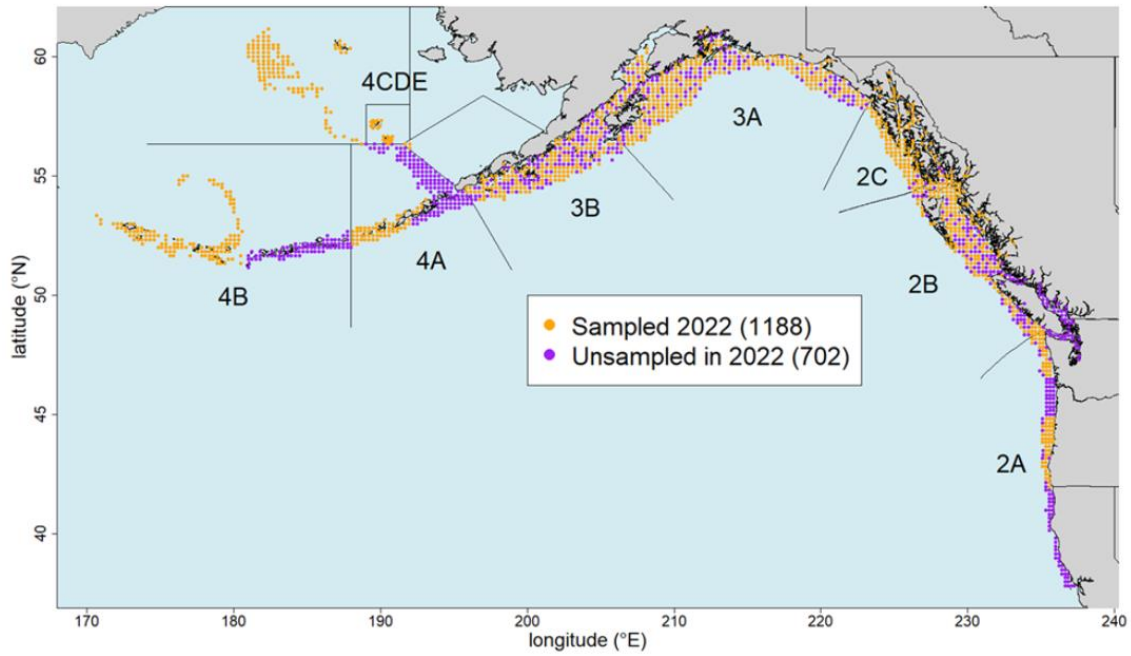 60
55
50
45
40
latitude (°N)
4CDE
3A
2C
3B
4A
4B
2B
2A
Sampled 2022 (1188)
Unsampled in 2022 (702)
170
180
190
200
210
220
230
240
longitude (°E)